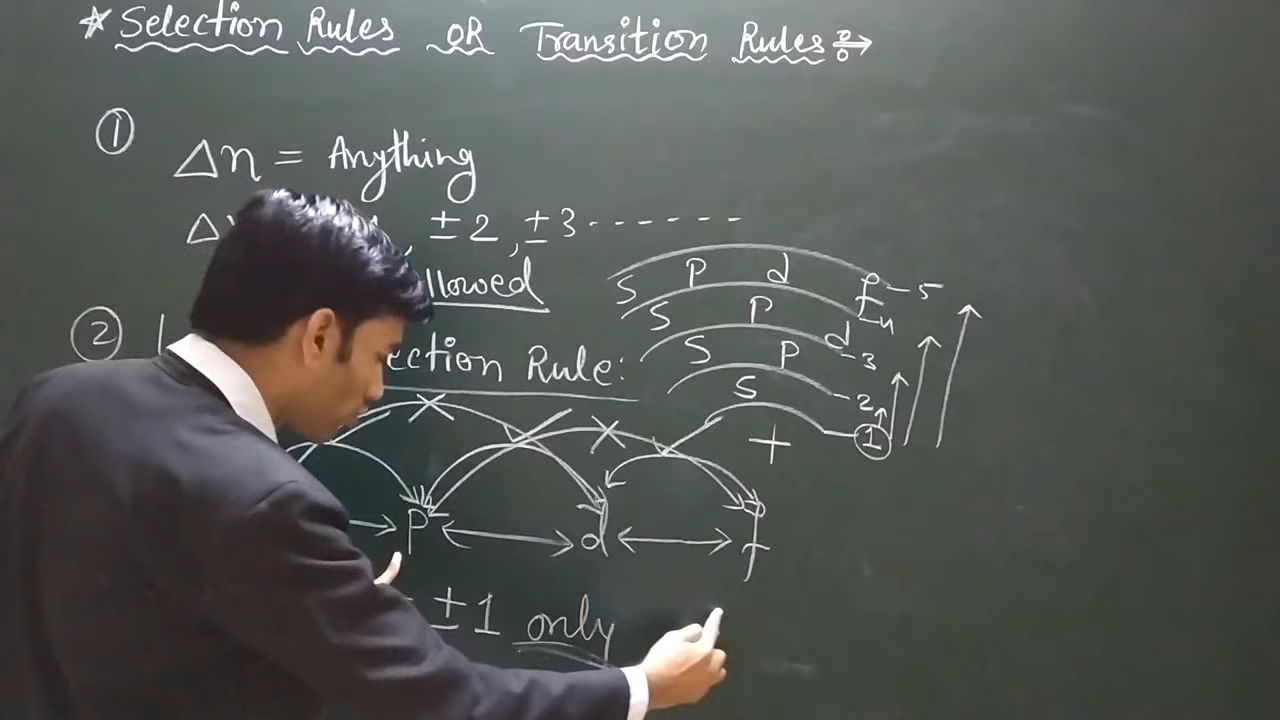 * Selection Rules OR Transition Rules
① Δn = Anything
Δ , ±2, ±3 ------
llowed
② L ection Rule:
S P d f - 5
S P d - 4
S P - 3
S - 2
+ ①
P d f
±1 only